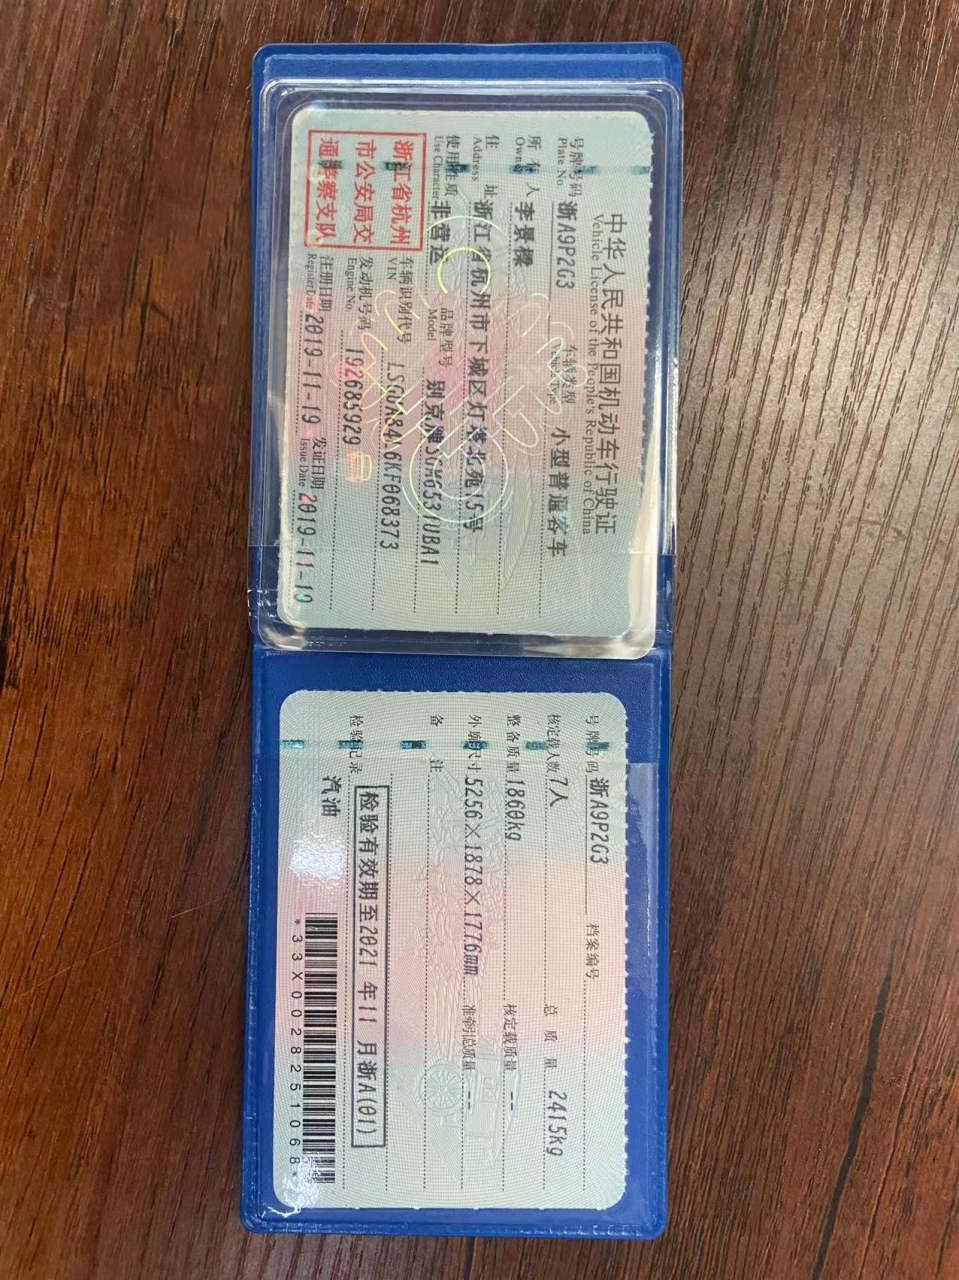 中华人民共和国机动车行驶证
Vehicle License of the People's Republic of China
号牌号码 浙A9P2G3 车辆类型 小型普通客车
Plate No.
所有人 李景樑
Owner
住址 浙江省杭州市下城区灯塔北苑15号
Address
使用性质 非营运 品牌型号 别克牌SGM6531UBA1
Use Character Model
浙江省杭州
市公安局交
通警察支队
车辆识别代号
VIN
发动机号码 192685929
Engine No.
注册日期 2019-11-19 发证日期 2019-11-19
Register Date Issue Date
号牌号码 浙A9P2G3 档案编号
核定载人数 7人 总质量 2415kg
整备质量 1860kg 核定载质量 --
外廓尺寸 5256×1878×1776mm 准牵引总质量 --
备注
检验有效期至2021年11月浙A(01)
检验记录
汽油
*33X0028251068*